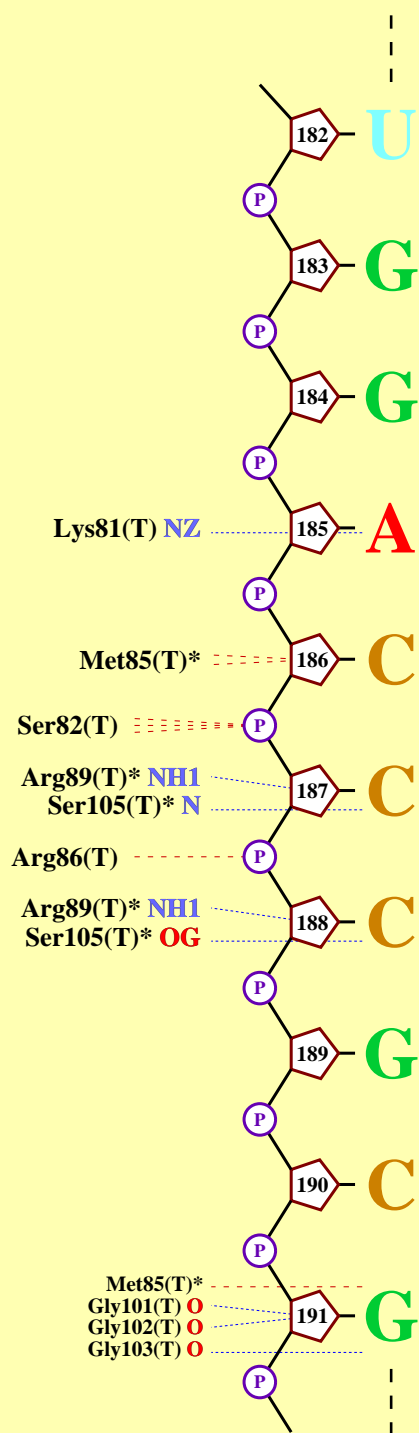 182 U
P
183 G
P
184 G
P
Lys81(T) NZ 185 A
P
Met85(T)* 186 C
Ser82(T) P
Arg89(T)* NH1 187 C
Ser105(T)* N
Arg86(T) P
Arg89(T)* NH1 188 C
Ser105(T)* OG
P
189 G
P
190 C
P
Met85(T)*
Gly101(T) O 191 G
Gly102(T) O
Gly103(T) O
P